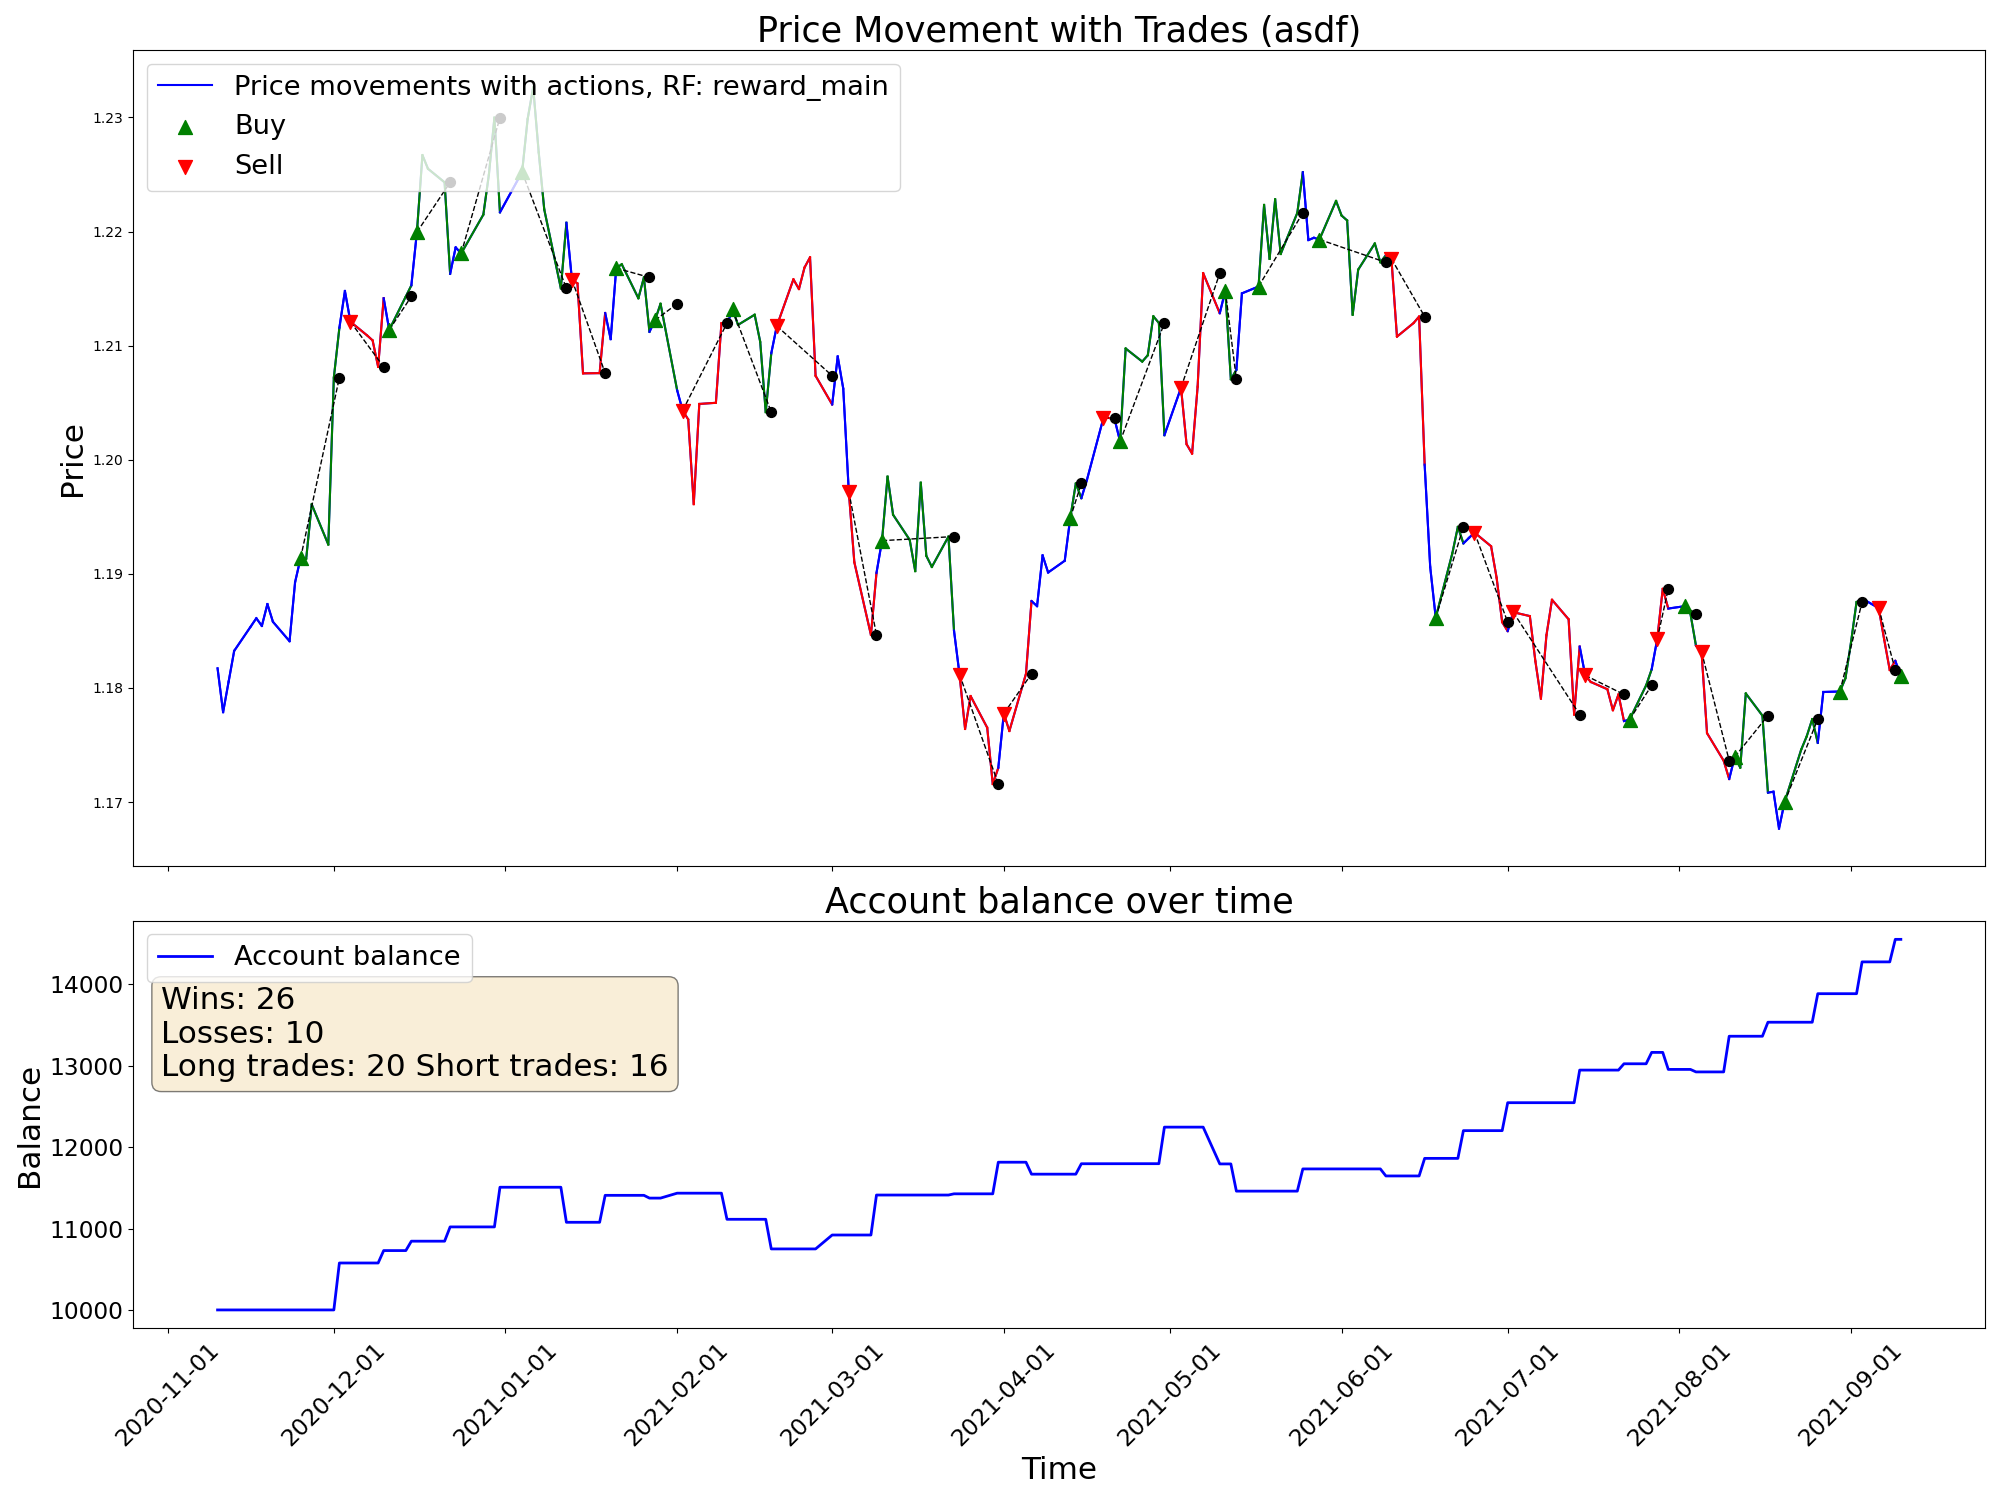 Price Movement with Trades (asdf)
Price movements with actions, RF: reward_main
Buy
Sell
Price
1.23
1.22
1.21
1.20
1.19
1.18
1.17
Account balance over time
Account balance
Wins: 26
Losses: 10
Long trades: 20 Short trades: 16
Balance
14000
13000
12000
11000
10000
2020-11-01
2020-12-01
2021-01-01
2021-02-01
2021-03-01
2021-04-01
2021-05-01
2021-06-01
2021-07-01
2021-08-01
2021-09-01
Time